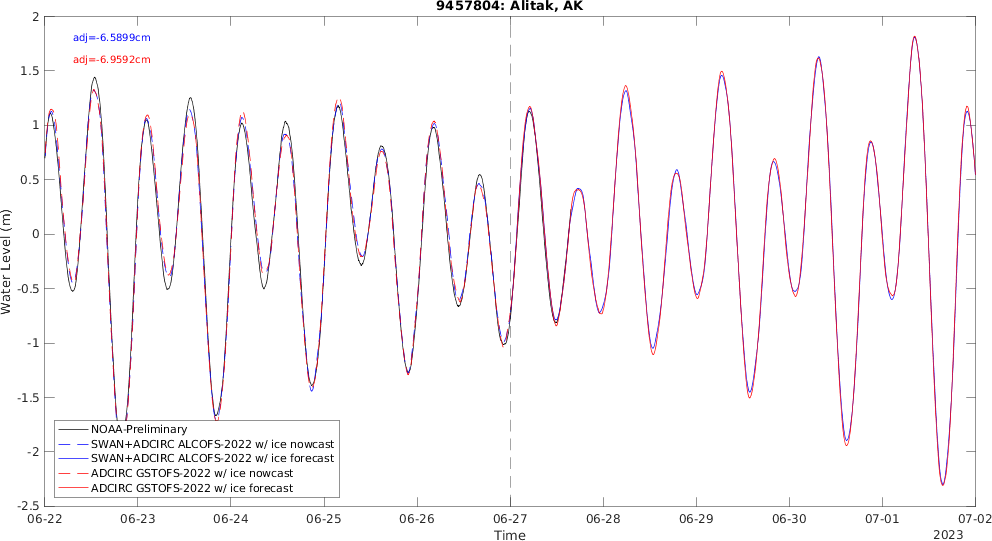 9457804: Alitak, AK
adj=-6.5899cm
adj=-6.9592cm
2
1.5
1
0.5
0
-0.5
-1
-1.5
-2
-2.5
Water Level (m)
NOAA-Preliminary
SWAN+ADCIRC ALCOFS-2022 w/ ice nowcast
SWAN+ADCIRC ALCOFS-2022 w/ ice forecast
ADCIRC GSTOFS-2022 w/ ice nowcast
ADCIRC GSTOFS-2022 w/ ice forecast
06-22 06-23 06-24 06-25 06-26 06-27 06-28 06-29 06-30 07-01 07-02
Time
2023